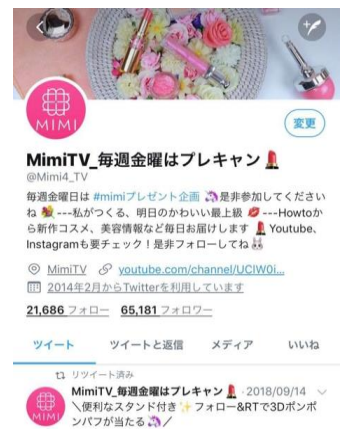 MIMI
変更
MimiTV_毎週金曜はプレキャン💄
@Mimi4_TV
毎週金曜日は #mimiプレゼント企画 🦄是非参加してください
ね 💐 ---私がつくる、明日のかわいい最上級 💋 ---Howtoか
ら新作コスメ、美容情報など毎日お届けします 💄 Youtube、
Instagramも要チェック！是非フォローしてね🐰
MimiTV youtube.com/channel/UCIW0i...
2014年2月からTwitterを利用しています
21,686 フォロー 65,181 フォロワー
ツイート ツイートと返信 メディア いいね
リツイート済み
MimiTV_毎週金曜はプレキャン💄 · 2018/09/14
MIMI
＼便利なスタンド付き✨フォロー&RTで3Dポンポ
ンパフが当たる🦄／